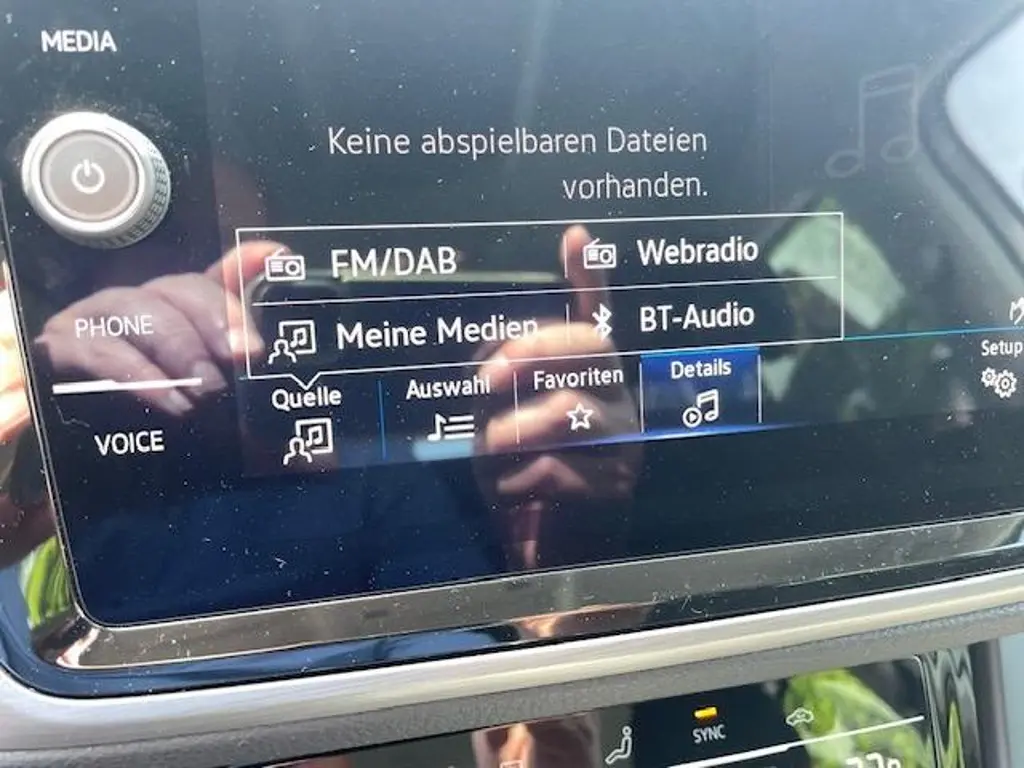 MEDIA
Keine abspielbaren Dateien
vorhanden.
FM/DAB
Webradio
Meine Medien
BT-Audio
PHONE
Setup
Quelle
Auswahl
Favoriten
Details
VOICE
SYNC